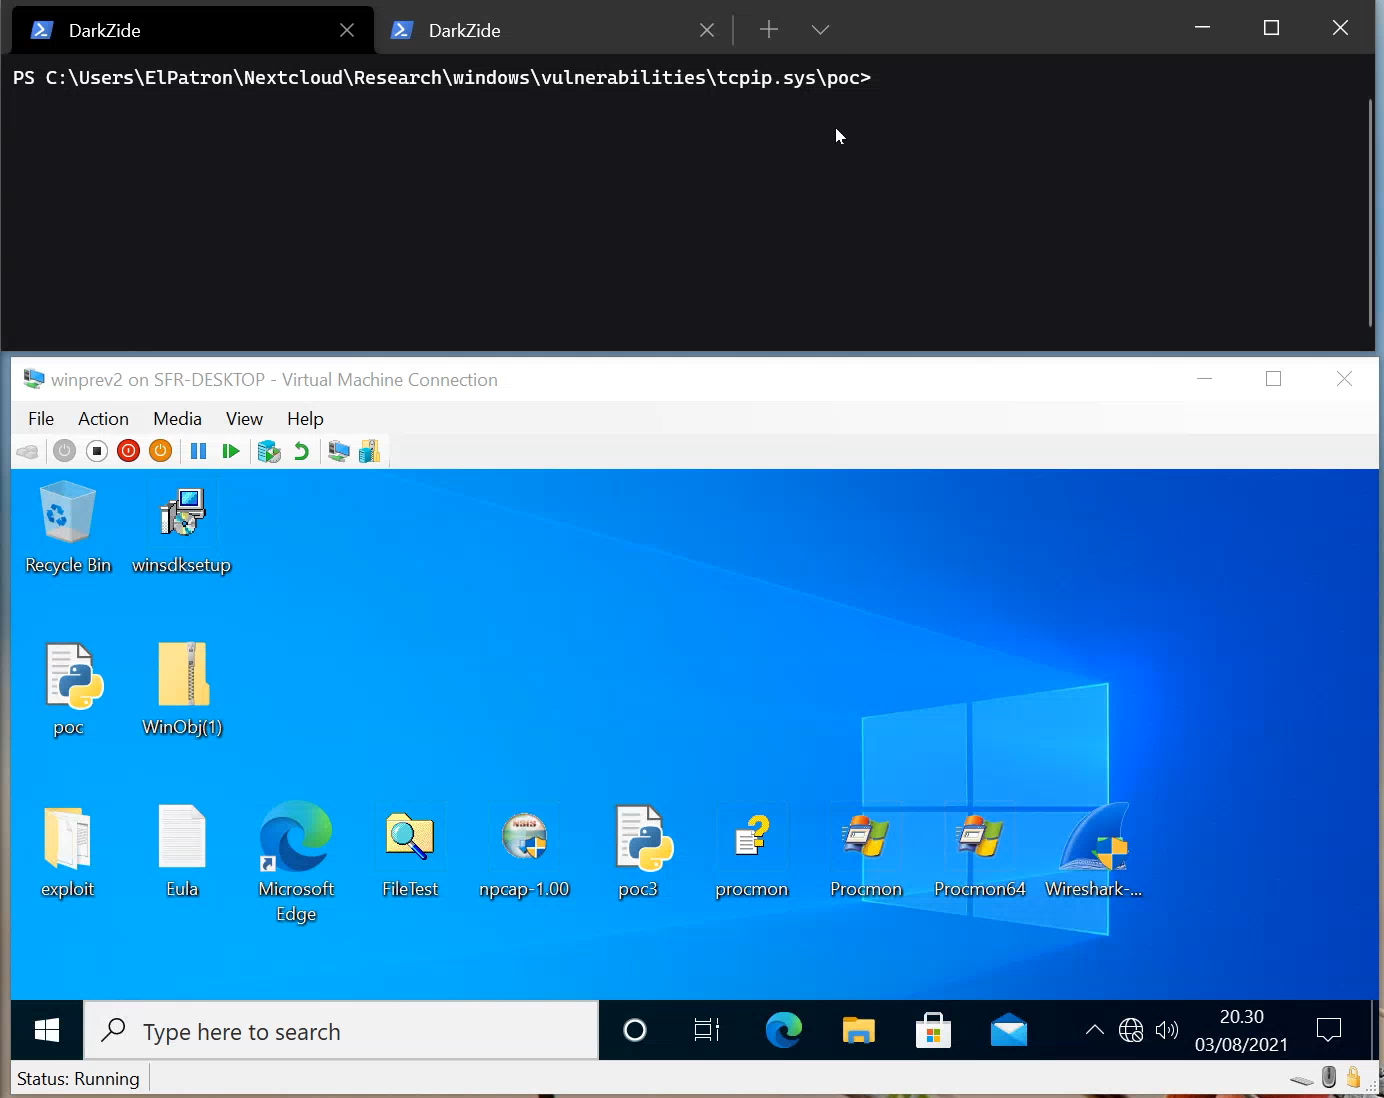 DarkZide
DarkZide
PS C:\Users\ElPatron\Nextcloud\Research\windows\vulnerabilities\tcpip.sys\poc>
winprev2 on SFR-DESKTOP - Virtual Machine Connection
File Action Media View Help
Recycle Bin
winsdksetup
poc
WinObj(1)
exploit
Eula
Microsoft
Edge
FileTest
npcap-1.00
poc3
procmon
Procmon
Procmon64
Wireshark-...
Type here to search
20.30
03/08/2021
Status: Running